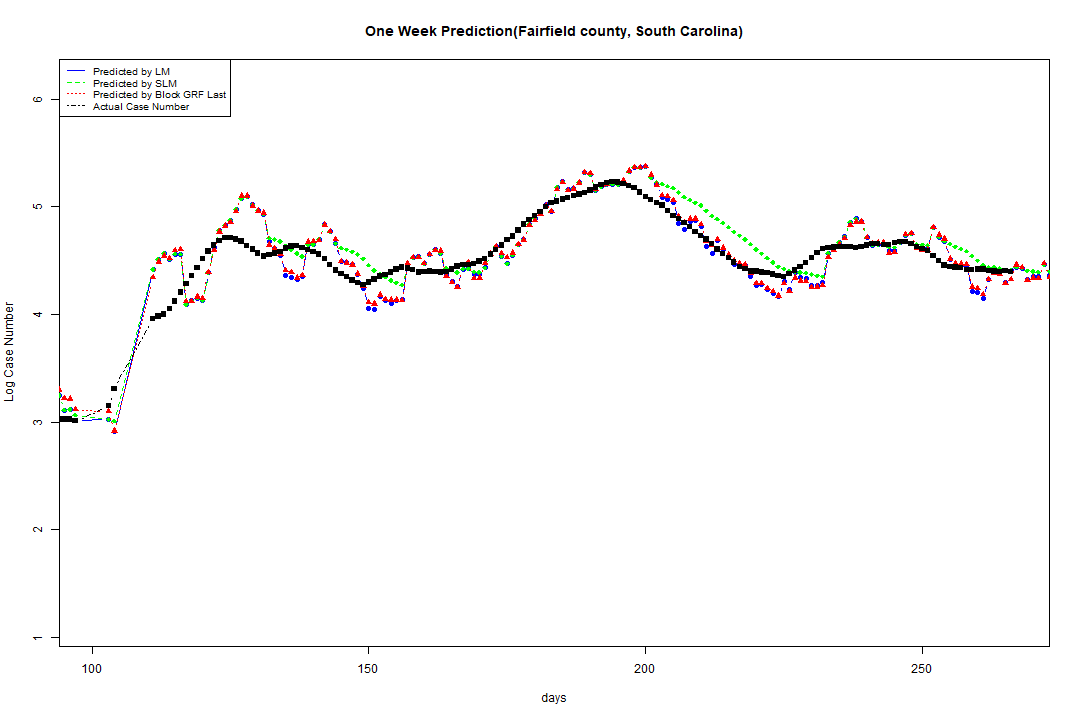 One Week Prediction(Fairfield county, South Carolina)
Predicted by LM
Predicted by SLM
Predicted by Block GRF Last
Actual Case Number
6
5
4
3
2
1
Log Case Number
100 150 200 250
days